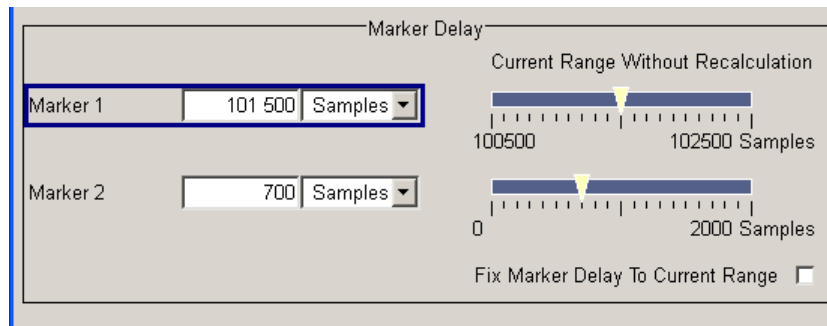 Marker Delay
Current Range Without Recalculation
Marker 1 101 500 Samples
100500 102500 Samples
Marker 2 700 Samples
0 2000 Samples
Fix Marker Delay To Current Range